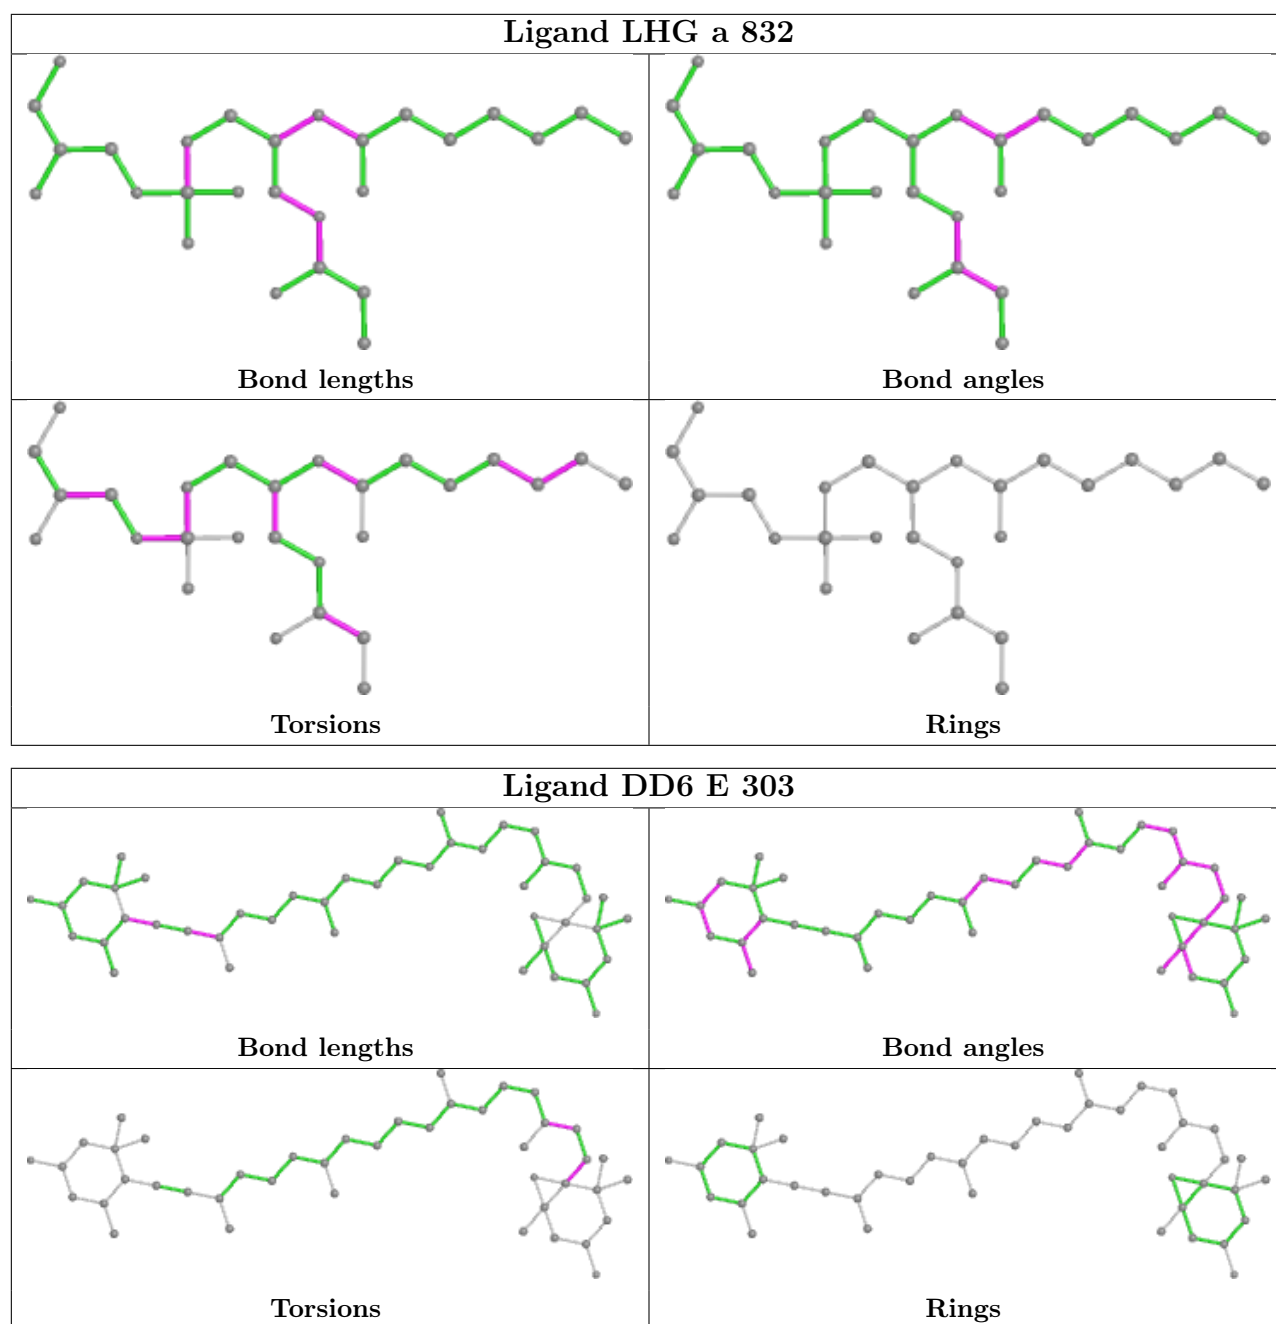 Ligand LHG a 832
Bond lengths
Bond angles
Torsions
Rings
Ligand DD6 E 303
Bond lengths
Bond angles
Torsions
Rings